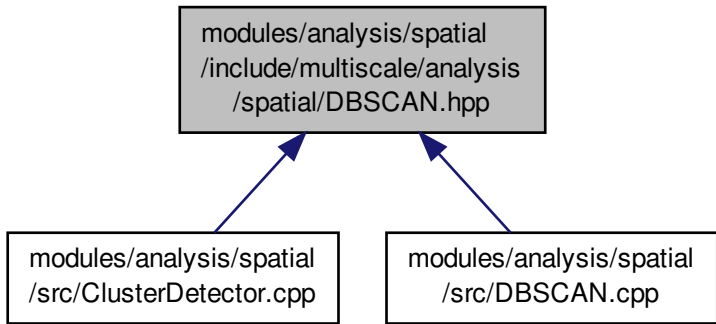 modules/analysis/spatial
/include/multiscale/analysis
/spatial/DBSCAN.hpp
modules/analysis/spatial
/src/ClusterDetector.cpp
modules/analysis/spatial
/src/DBSCAN.cpp